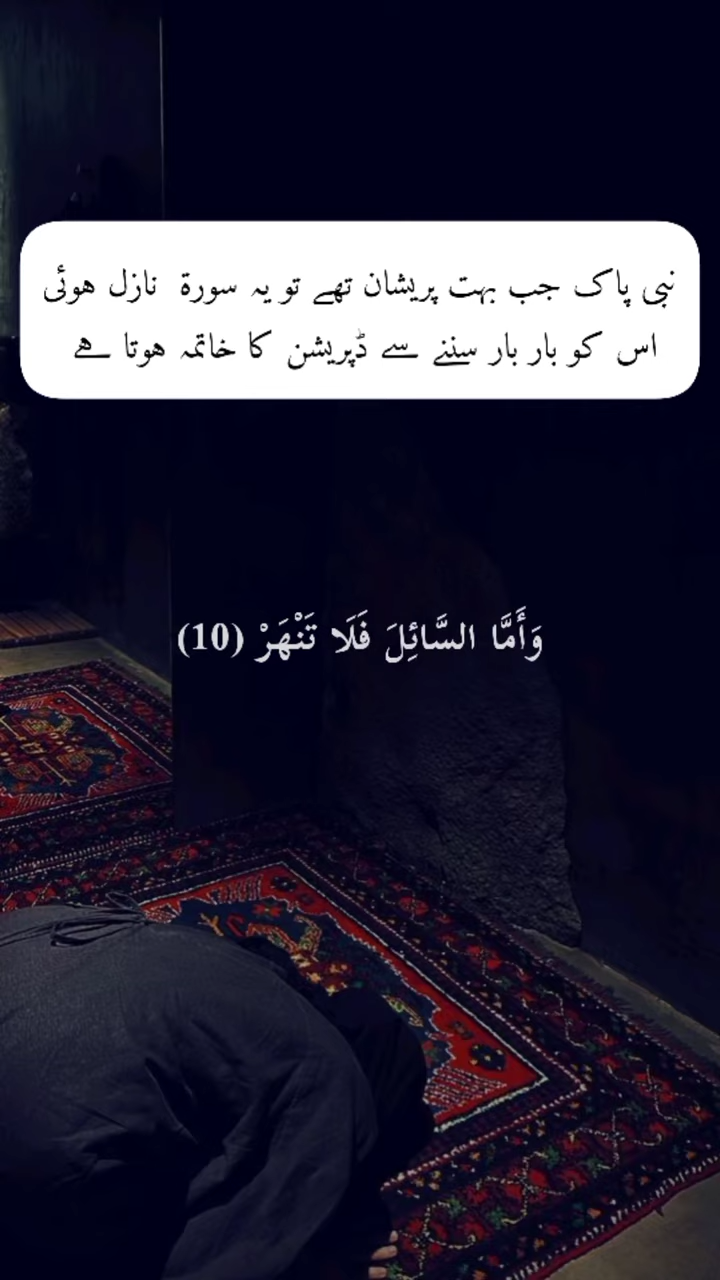 نبی پاک جب بہت پریشان تھے تو یہ سورۃ نازل ہوئی
اس کو بار بار سننے سے ڈپریشن کا خاتمہ ہوتا ہے
وَأَمَّا السَّائِلَ فَلَا تَنْهَرْ (10)